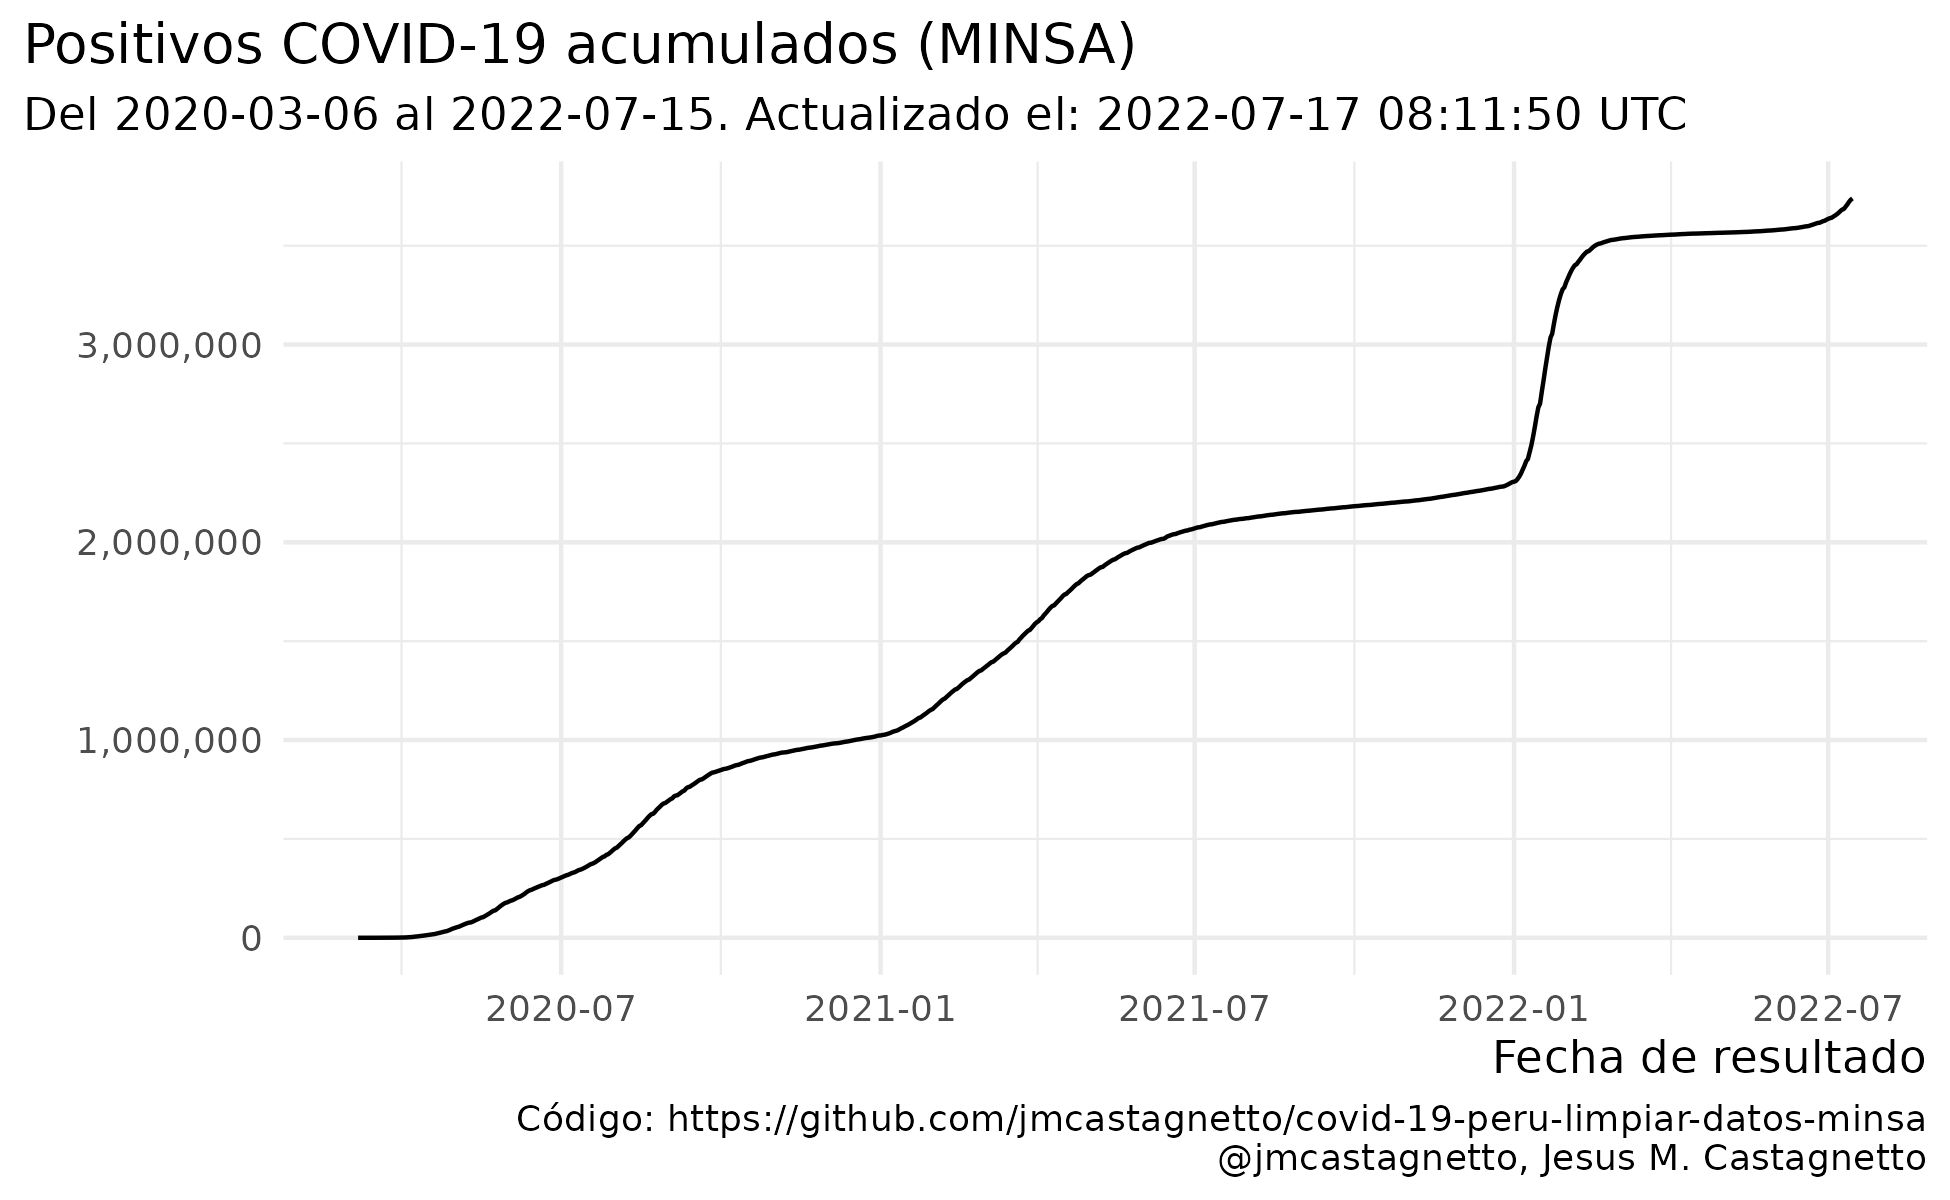 Positivos COVID-19 acumulados (MINSA)
Del 2020-03-06 al 2022-07-15. Actualizado el: 2022-07-17 08:11:50 UTC
3,000,000
2,000,000
1,000,000
0
2020-07 2021-01 2021-07 2022-01 2022-07
Fecha de resultado
Código: https://github.com/jmcastagnetto/covid-19-peru-limpiar-datos-minsa
@jmcastagnetto, Jesus M. Castagnetto